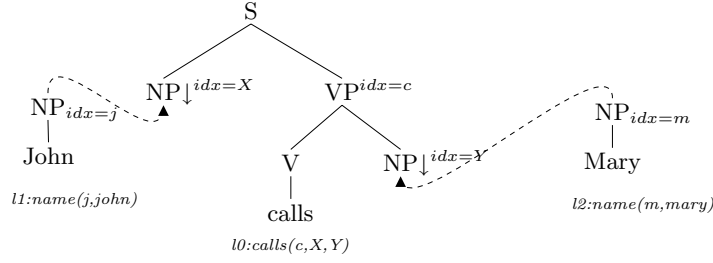 S
NP↓idx=X
VPidx=c
NPidx=j
NPidx=m
John
V
NP↓idx=Y
Mary
l1:name(j,john)
calls
l2:name(m,mary)
l0:calls(c,X,Y)